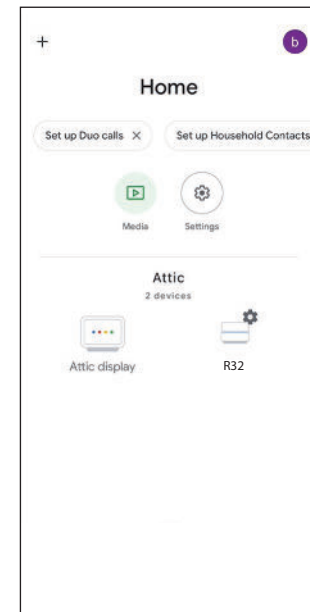 +
b
Home
Set up Duo calls ×
Set up Household Contacts
Media
Settings
Attic
2 devices
Attic display
R32